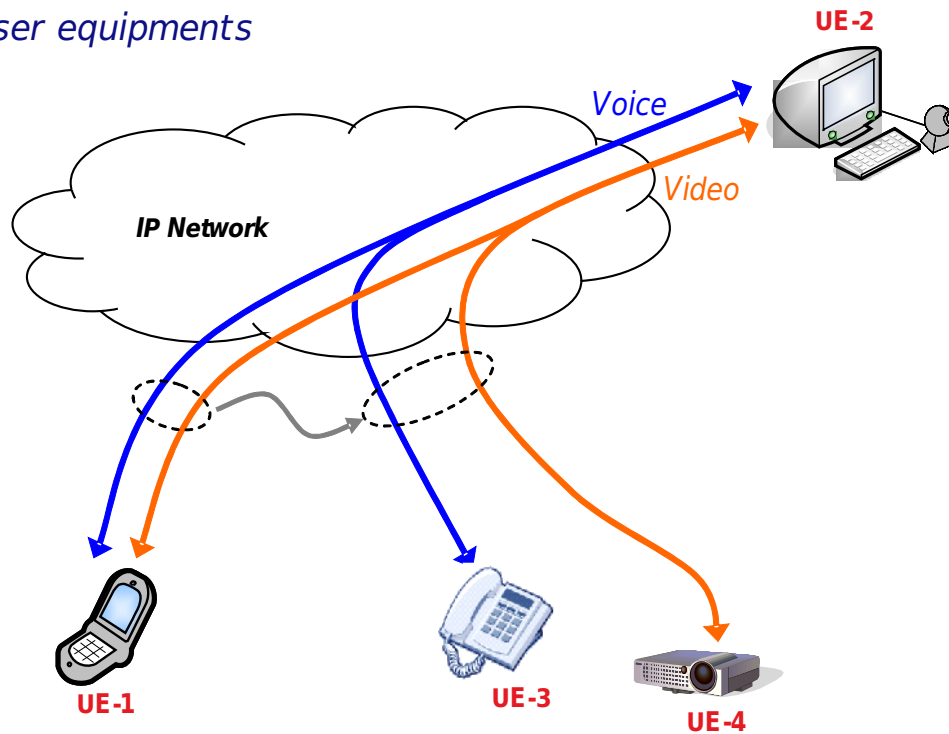 ser equipments
UE-2
Voice
Video
IP Network
UE-1
UE-3
UE-4